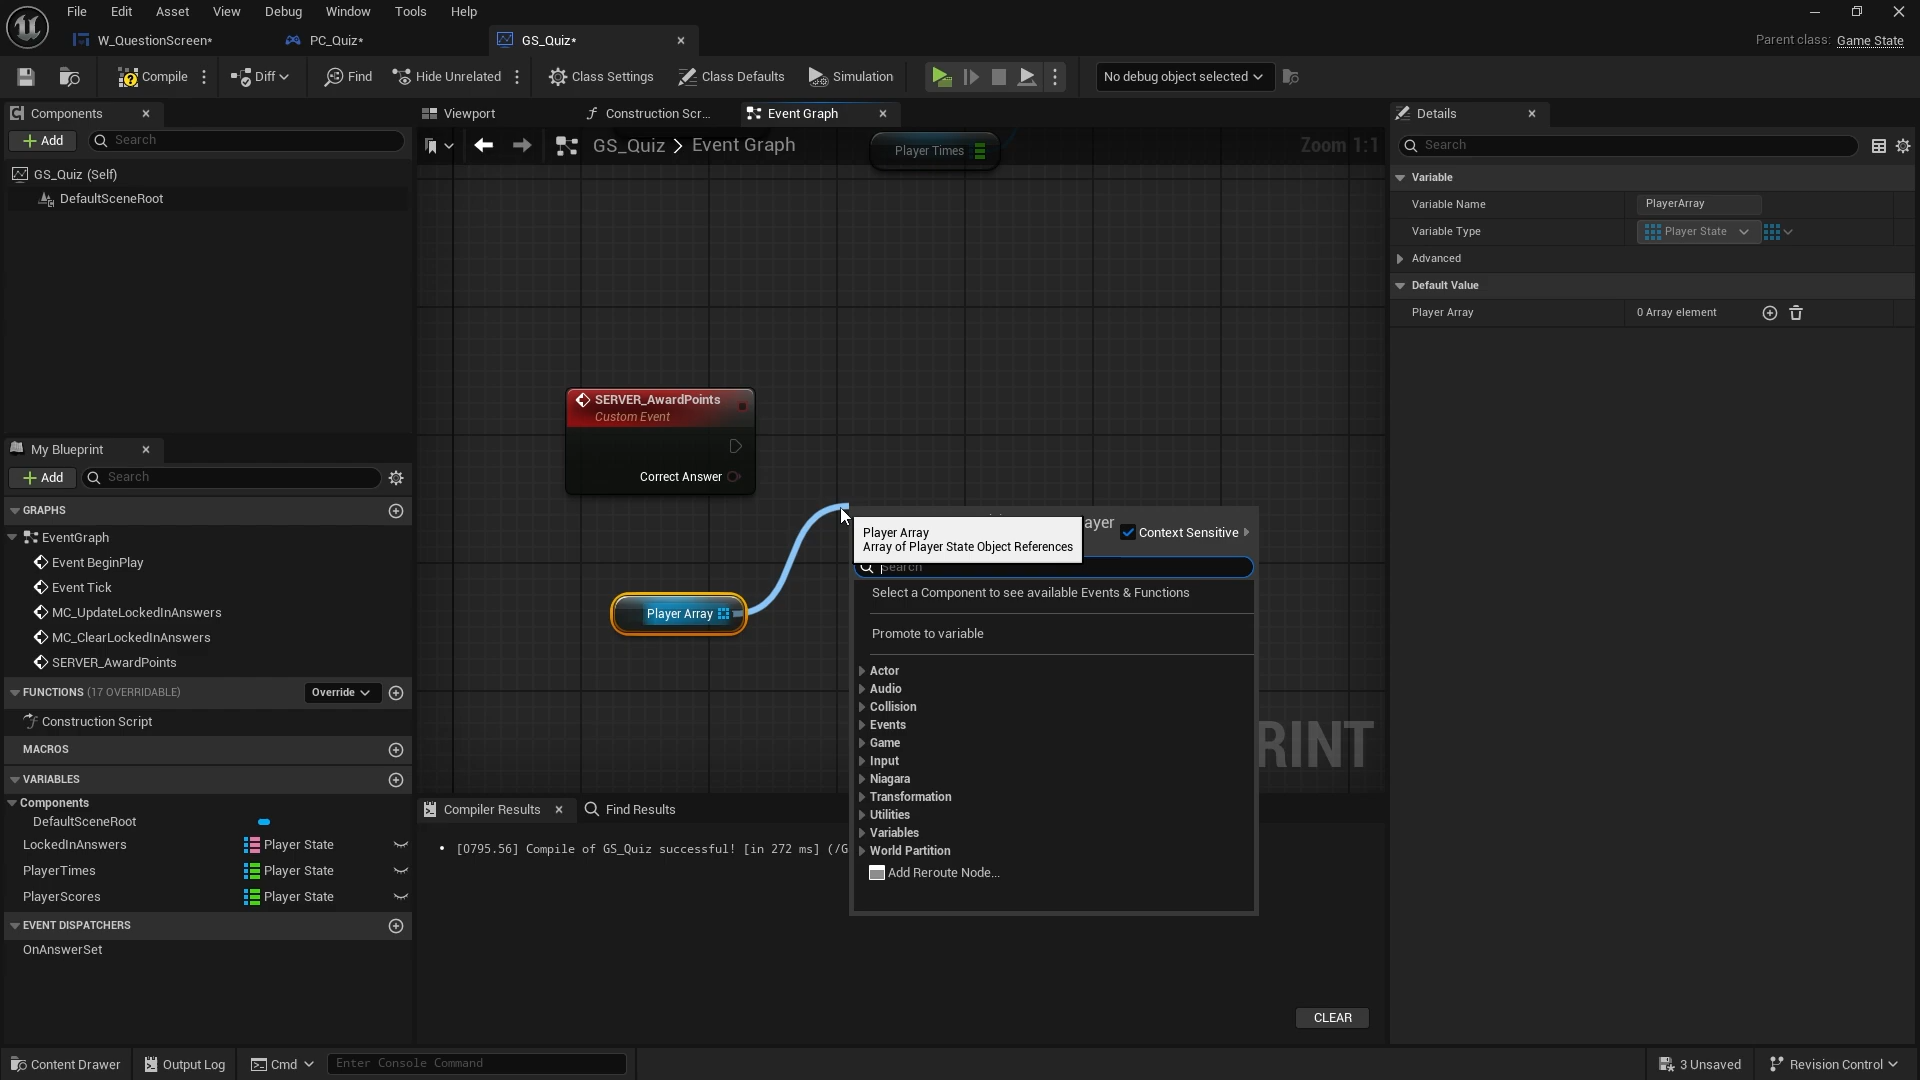 File Edit Asset View Debug Window Tools Help
W_QuestionScreen* PC_Quiz* GS_Quiz*
Parent class: Game State
Compile Diff Find Hide Unrelated Class Settings Class Defaults Simulation No debug object selected
Components
Add Search
GS_Quiz (Self)
DefaultSceneRoot
Viewport Construction Scr... Event Graph
GS_Quiz > Event Graph
Zoom 1:1
Player Times
SERVER_AwardPoints
Custom Event
Correct Answer
Player Array
Player Array
Array of Player State Object References
ayer
Context Sensitive
Search
Select a Component to see available Events & Functions
Promote to variable
Actor
Audio
Collision
Events
Game
Input
Niagara
Transformation
Utilities
Variables
World Partition
Add Reroute Node...
RINT
My Blueprint
Add Search
GRAPHS
EventGraph
Event BeginPlay
Event Tick
MC_UpdateLockedInAnswers
MC_ClearLockedInAnswers
SERVER_AwardPoints
FUNCTIONS (17 OVERRIDABLE) Override
Construction Script
MACROS
VARIABLES
Components
DefaultSceneRoot
LockedInAnswers Player State
PlayerTimes Player State
PlayerScores Player State
EVENT DISPATCHERS
OnAnswerSet
Compiler Results Find Results
• [0795.56] Compile of GS_Quiz successful! [in 272 ms] (/G
CLEAR
Details
Search
Variable
Variable Name PlayerArray
Variable Type Player State
Advanced
Default Value
Player Array 0 Array element
Content Drawer Output Log Cmd Enter Console Command
3 Unsaved Revision Control